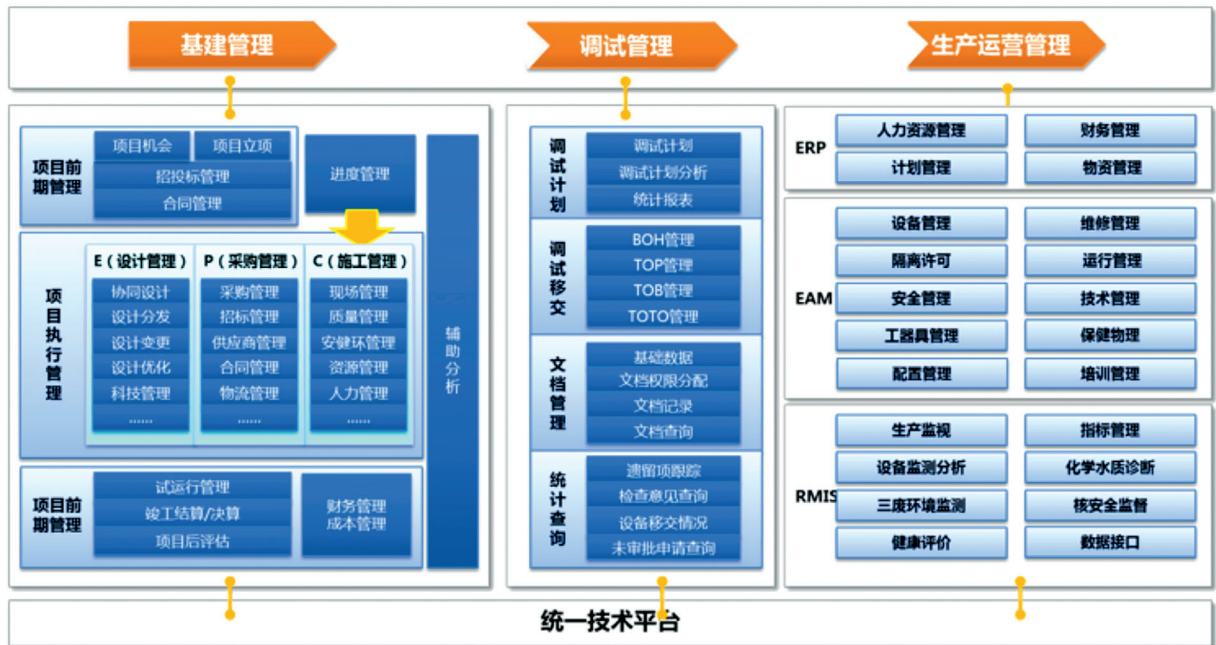 基建管理
调试管理
生产运营管理
项目前
期管理
项目机会
项目立项
招投标管理
合同管理
进度管理
项
目
执
行
管
理
E（设计管理）
协同设计
设计分发
设计变更
设计优化
科技管理
......
P（采购管理）
采购管理
招标管理
供应商管理
合同管理
物流管理
......
C（施工管理）
现场管理
质量管理
安健环管理
资源管理
人力管理
......
项目前
期管理
试运行管理
竣工结算/决算
项目后评估
财务管理
成本管理
辅
助
分
析
调
试
计
划
调试计划
调试计划分析
统计报表
调
试
移
交
BOH管理
TOP管理
TOB管理
TOTO管理
文
档
管
理
基础数据
文档权限分配
文档记录
文档查询
统
计
查
询
遗留项跟踪
检查意见查询
设备移交情况
未审批申请查询
ERP
人力资源管理
财务管理
计划管理
物资管理
EAM
设备管理
维修管理
隔离许可
运行管理
安全管理
技术管理
工器具管理
保健物理
配置管理
培训管理
RMIS
生产监视
指标管理
设备监测分析
化学水质诊断
三废环境监测
核安全监督
健康评价
数据接口
统一技术平台